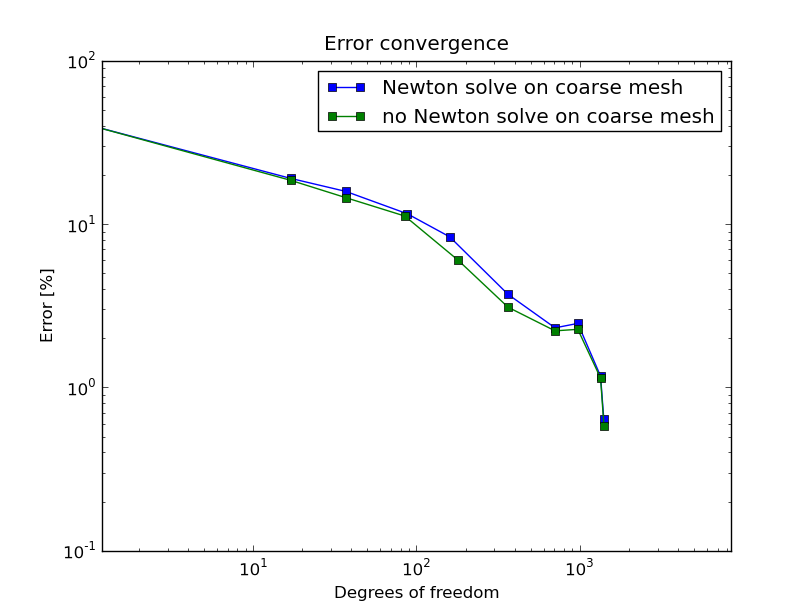 Error convergence
Newton solve on coarse mesh
no Newton solve on coarse mesh
10^2
10^1
10^0
10^-1
Error [%]
10^1 10^2 10^3
Degrees of freedom